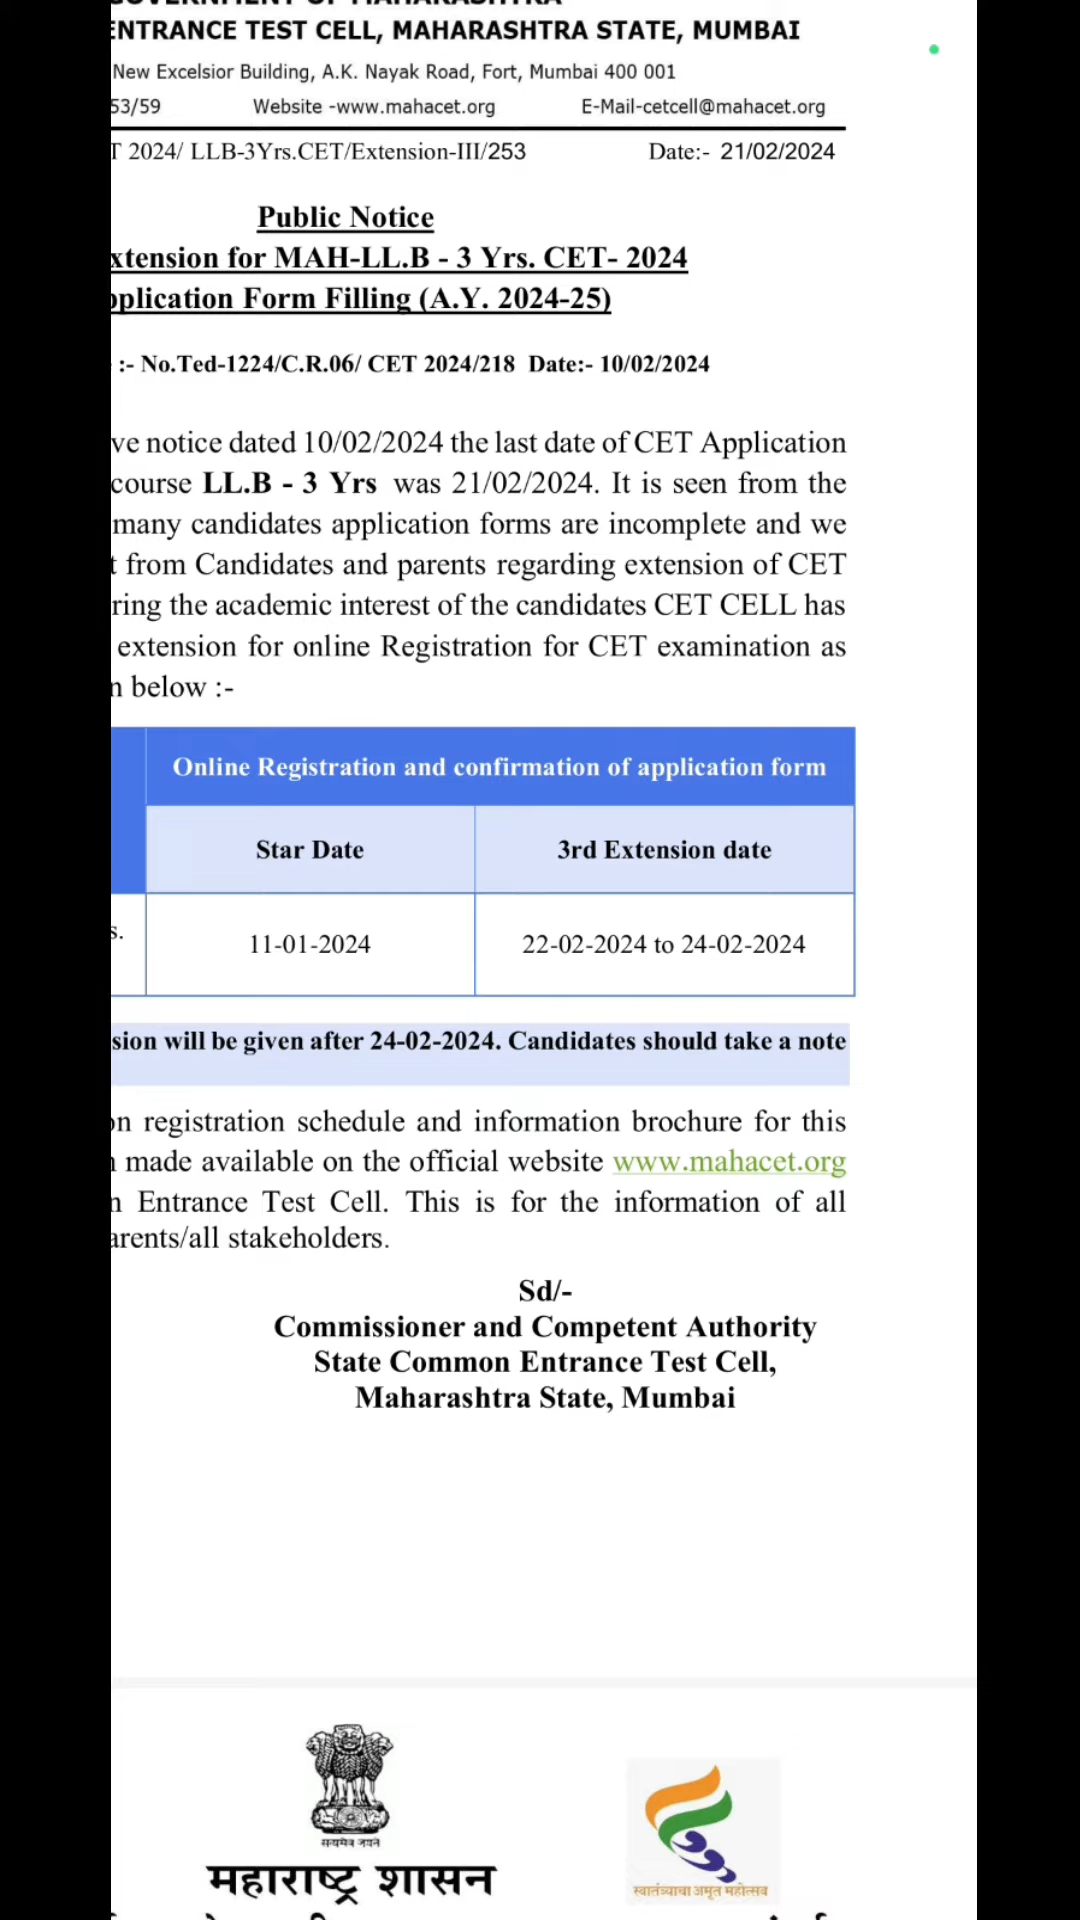 ENTRANCE TEST CELL, MAHARASHTRA STATE, MUMBAI
New Excelsior Building, A.K. Nayak Road, Fort, Mumbai 400 001
53/59 Website -www.mahacet.org E-Mail-cetcell@mahacet.org
T 2024/ LLB-3Yrs.CET/Extension-III/253 Date:- 21/02/2024
Public Notice
xtension for MAH-LL.B - 3 Yrs. CET- 2024
pplication Form Filling (A.Y. 2024-25)
:- No.Ted-1224/C.R.06/ CET 2024/218 Date:- 10/02/2024
ve notice dated 10/02/2024 the last date of CET Application
course LL.B - 3 Yrs was 21/02/2024. It is seen from the
many candidates application forms are incomplete and we
t from Candidates and parents regarding extension of CET
ring the academic interest of the candidates CET CELL has
extension for online Registration for CET examination as
n below :-
Online Registration and confirmation of application form
Star Date 3rd Extension date
s. 11-01-2024 22-02-2024 to 24-02-2024
sion will be given after 24-02-2024. Candidates should take a note
on registration schedule and information brochure for this
made available on the official website www.mahacet.org
n Entrance Test Cell. This is for the information of all
arents/all stakeholders.
Sd/-
Commissioner and Competent Authority
State Common Entrance Test Cell,
Maharashtra State, Mumbai
सत्यमेव जयते
महाराष्ट्र शासन
स्वातंत्र्याचा अमृत महोत्सव